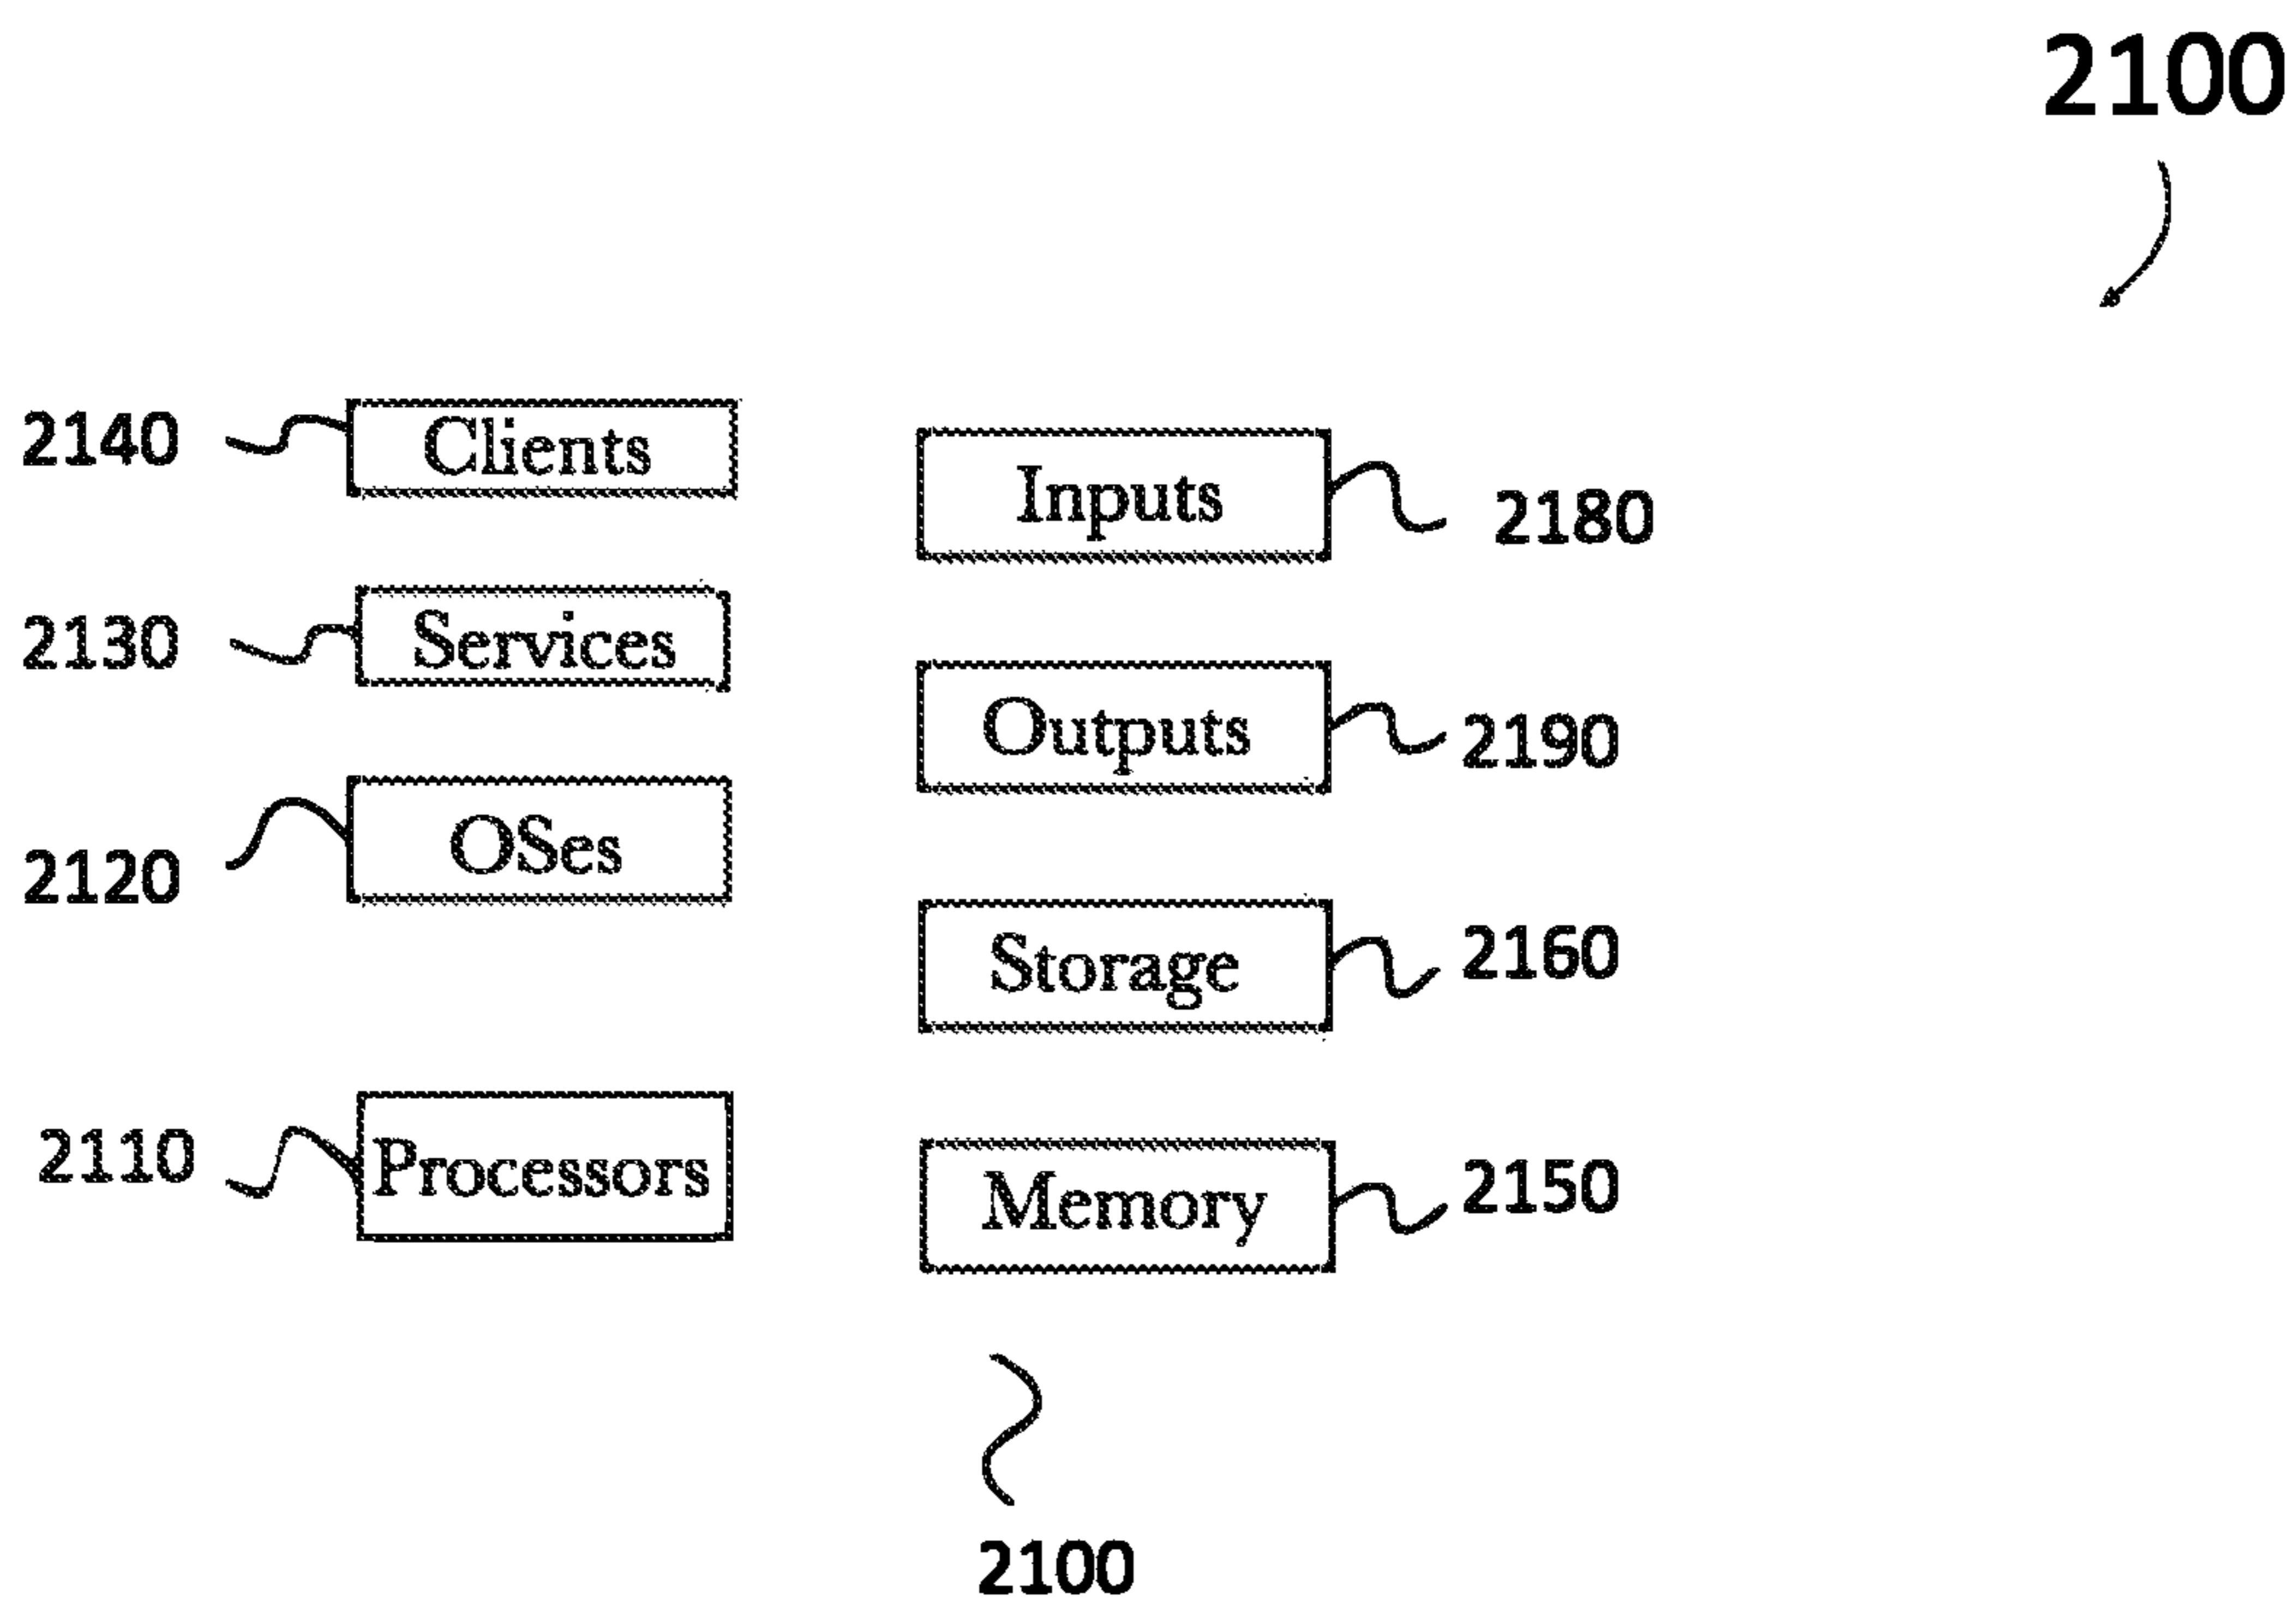 2100
2140 Clients
Inputs 2180
2130 Services
Outputs 2190
2120 OSes
Storage 2160
2110 Processors
Memory 2150
2100